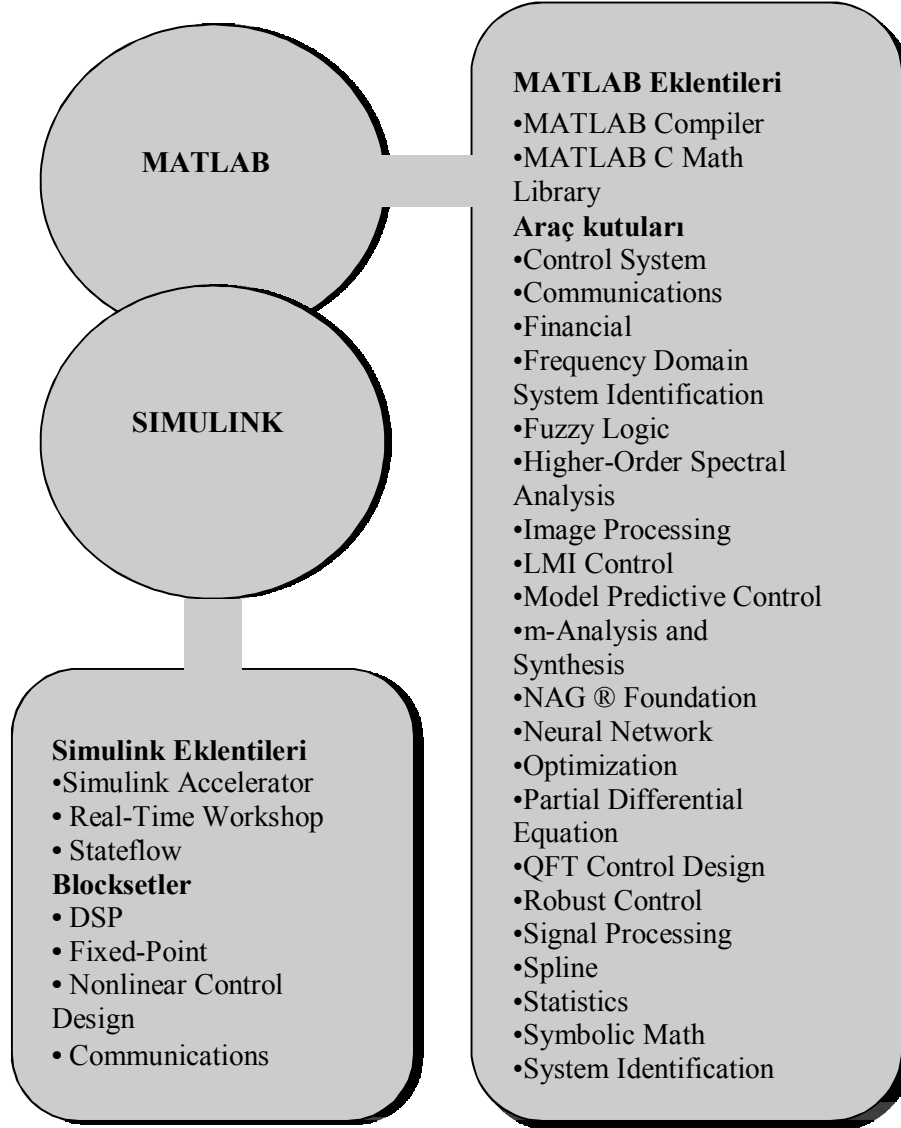 MATLAB
SIMULINK
Simulink Eklentileri
•Simulink Accelerator
• Real-Time Workshop
• Stateflow
Blocksetler
• DSP
• Fixed-Point
• Nonlinear Control
Design
• Communications
MATLAB Eklentileri
•MATLAB Compiler
•MATLAB C Math
Library
Araç kutuları
•Control System
•Communications
•Financial
•Frequency Domain
System Identification
•Fuzzy Logic
•Higher-Order Spectral
Analysis
•Image Processing
•LMI Control
•Model Predictive Control
•m-Analysis and
Synthesis
•NAG ® Foundation
•Neural Network
•Optimization
•Partial Differential
Equation
•QFT Control Design
•Robust Control
•Signal Processing
•Spline
•Statistics
•Symbolic Math
•System Identification